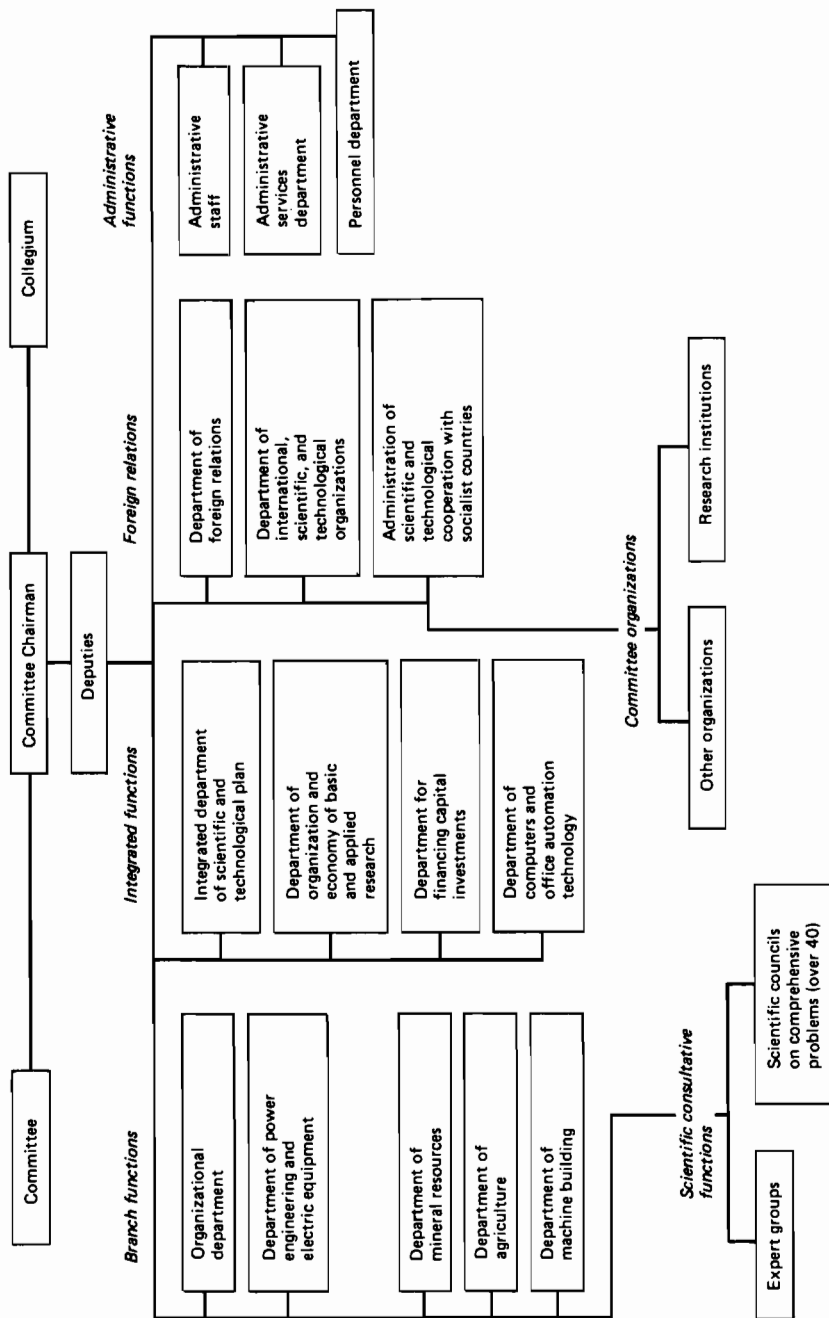 Committee
Committee Chairman
Collegium
Deputies
Branch functions
Organizational
department
Department of power
engineering and
electric equipment
Department of
mineral resources
Department of
agriculture
Department of
machine building
Integrated functions
Integrated department
of scientific and
technological plan
Department of
organization and
economy of basic
and applied
research
Department for
financing capital
investments
Department of
computers and
office automation
technology
Foreign relations
Department of
foreign relations
Department of
international,
scientific, and
technological
organizations
Administration of
scientific and
technological
cooperation with
socialist countries
Administrative
functions
Administrative
staff
Administrative
services
department
Personnel department
Scientific consultative
functions
Expert groups
Scientific councils
on comprehensive
problems (over 40)
Committee organizations
Other organizations
Research institutions